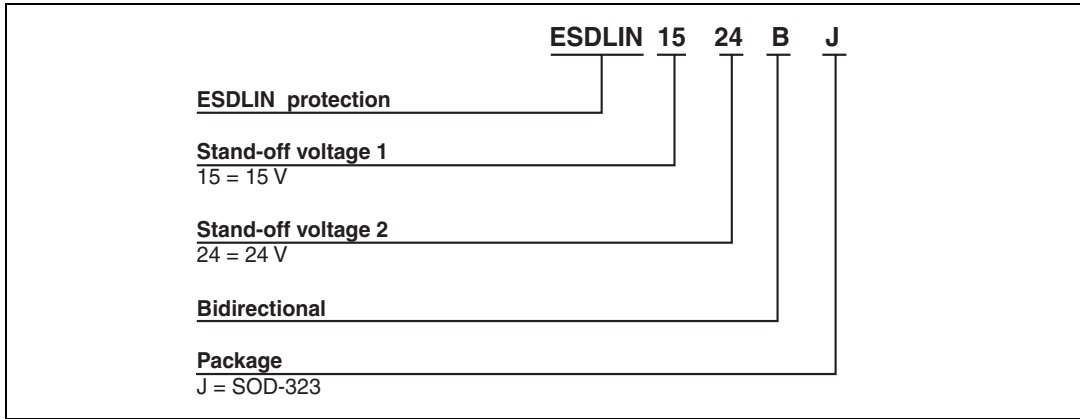 ESDLIN 15 24 B J
ESDLIN protection
Stand-off voltage 1
15 = 15 V
Stand-off voltage 2
24 = 24 V
Bidirectional
Package
J = SOD-323